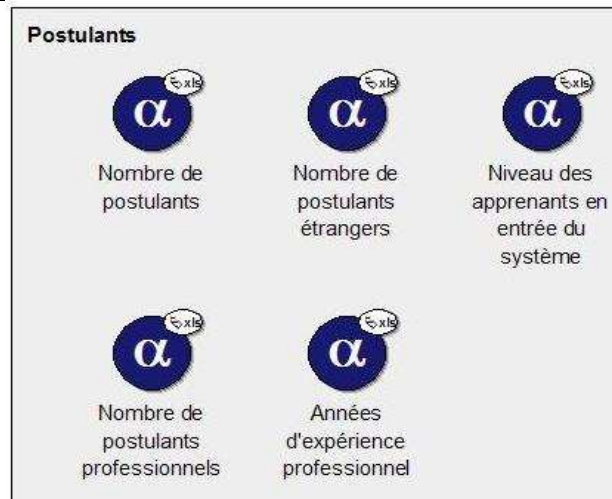 Postulants
xls
α
Nombre de
postulants
xls
α
Nombre de
postulants
étrangers
xls
α
Niveau des
apprenants en
entrée du
système
xls
α
Nombre de
postulants
professionnels
xls
α
Années
d'expérience
professionnel